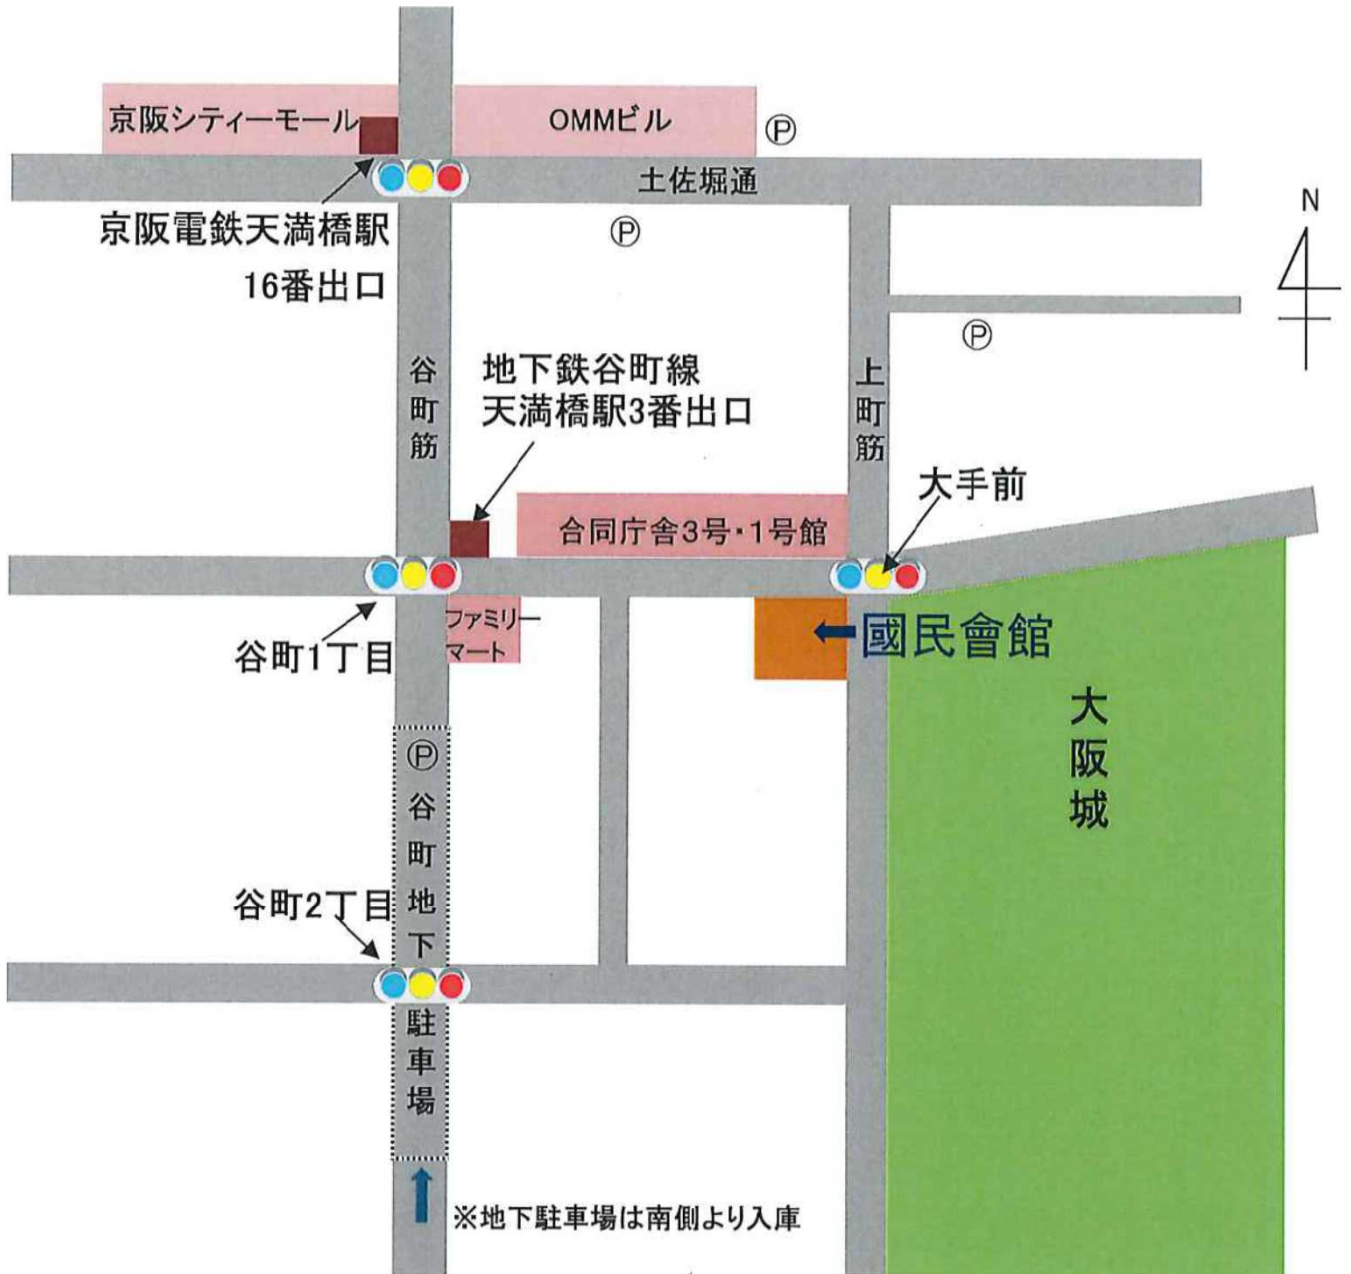 京阪シティーモール
OMMビル
Ⓟ
土佐堀通
京阪電鉄天満橋駅
16番出口
Ⓟ
N
Ⓟ
谷町筋
地下鉄谷町線
天満橋駅3番出口
上町筋
大手前
合同庁舎3号・1号館
ファミリー
マート
谷町1丁目
國民會館
大阪城
Ⓟ谷町地下駐車場
谷町2丁目
※地下駐車場は南側より入庫